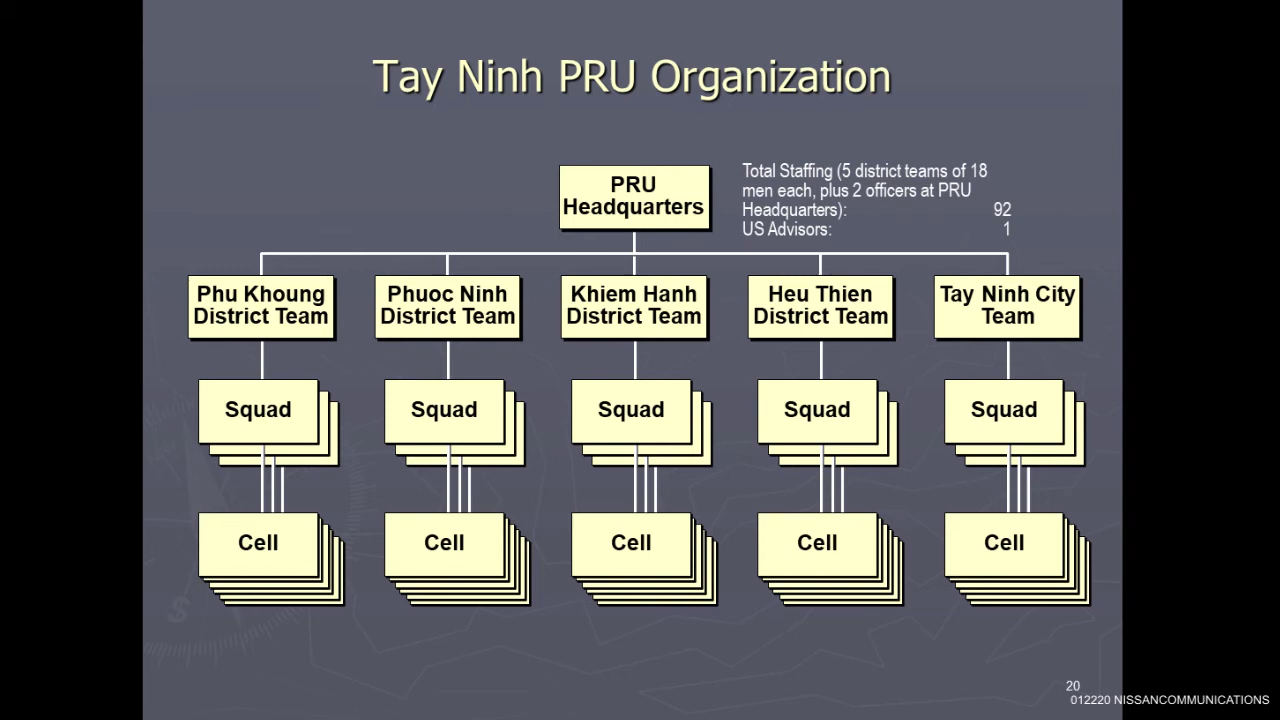 Tay Ninh PRU Organization
PRU
Headquarters
Total Staffing (5 district teams of 18
men each, plus 2 officers at PRU
Headquarters): 92
US Advisors: 1
Phu Khoung
District Team
Phuoc Ninh
District Team
Khiem Hanh
District Team
Heu Thien
District Team
Tay Ninh City
Team
Squad
Squad
Squad
Squad
Squad
Cell
Cell
Cell
Cell
Cell
S
20
012220 NISSANCOMMUNICATIONS